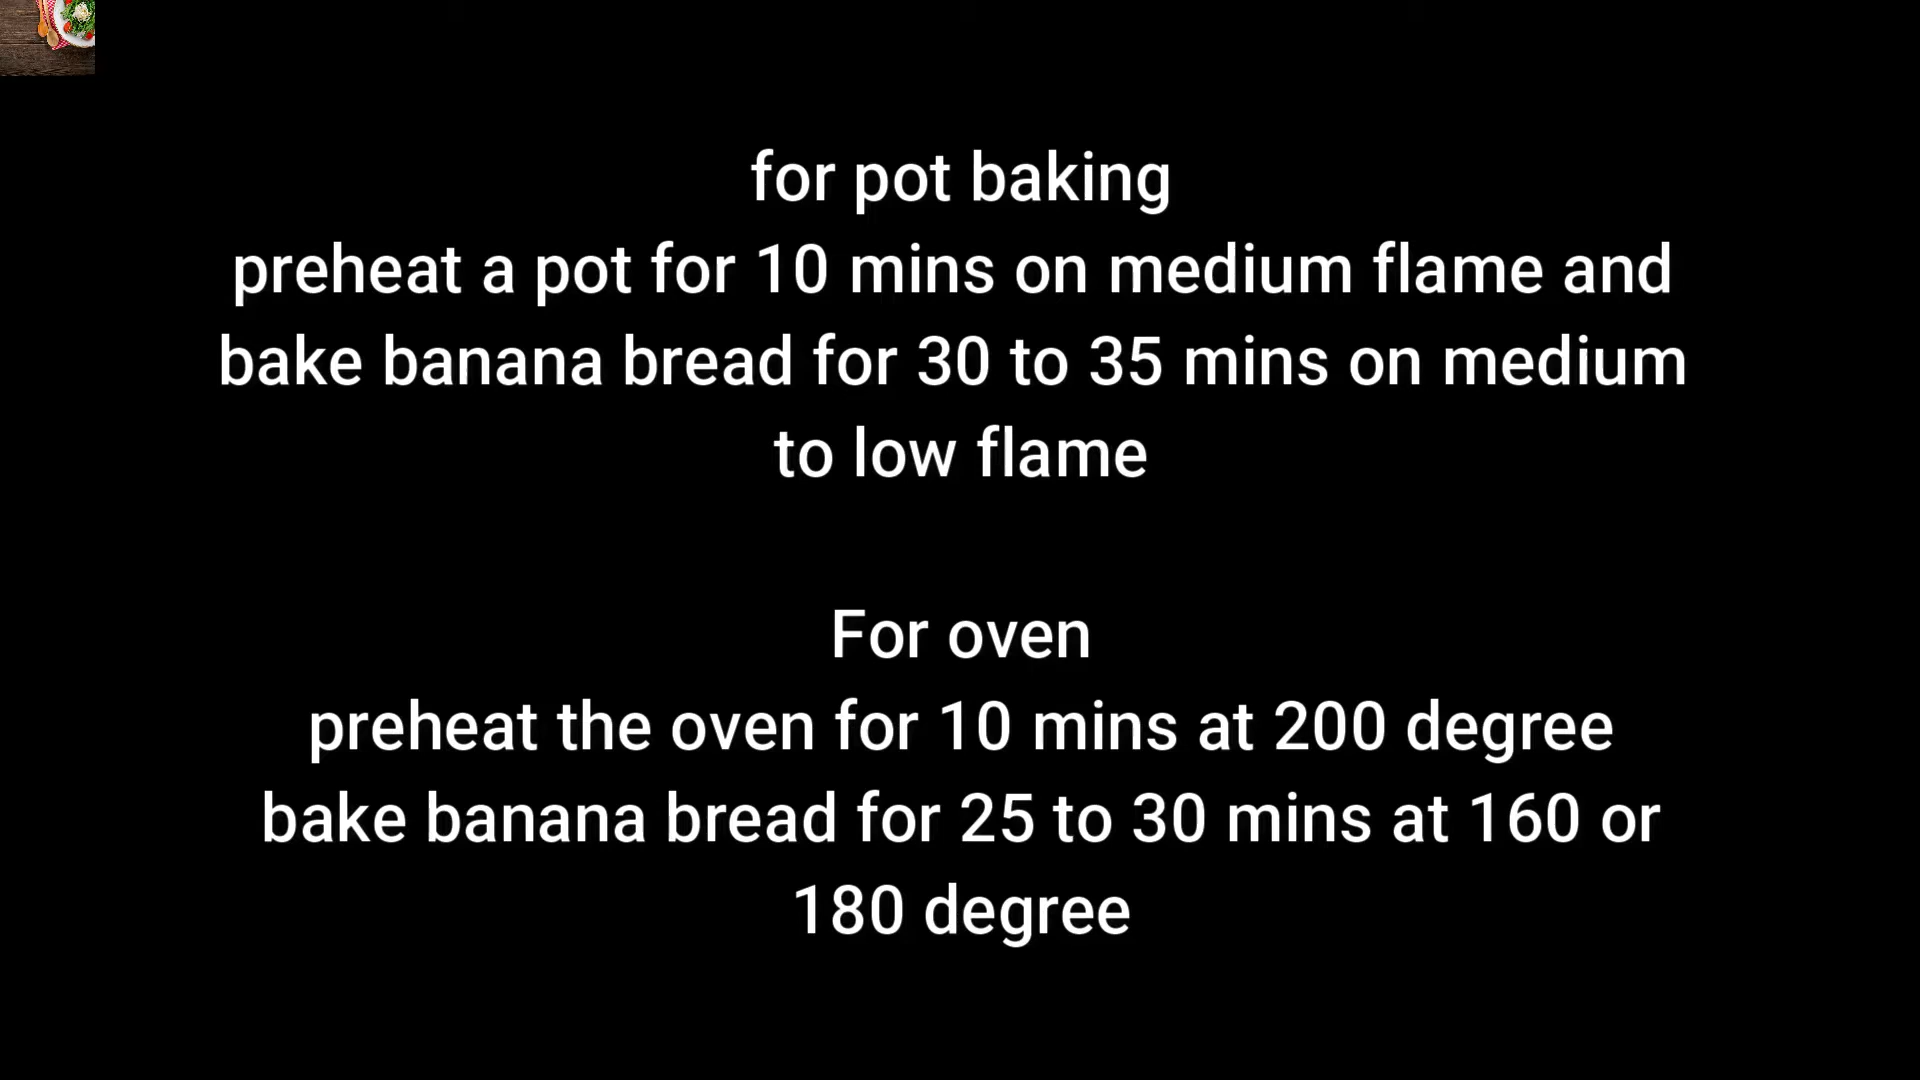 for pot baking
preheat a pot for 10 mins on medium flame and
bake banana bread for 30 to 35 mins on medium
to low flame
For oven
preheat the oven for 10 mins at 200 degree
bake banana bread for 25 to 30 mins at 160 or
180 degree